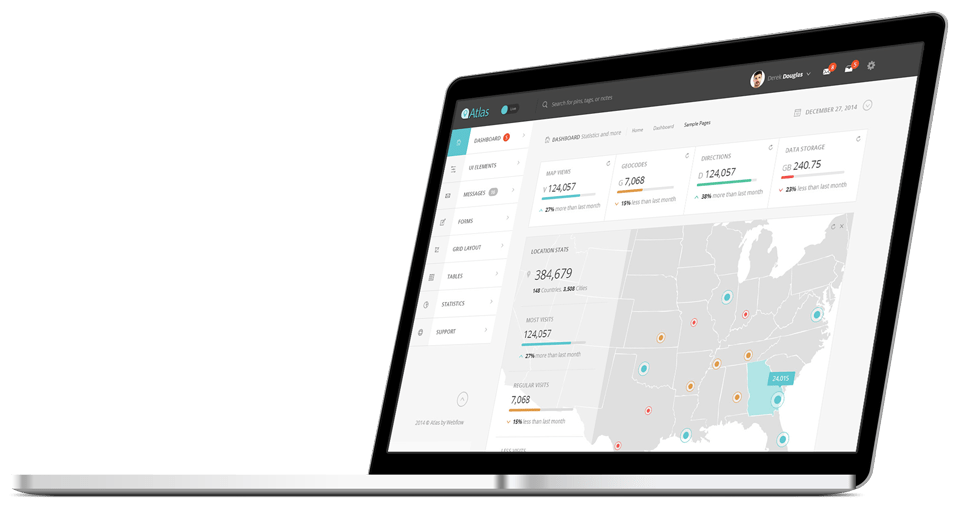 Atlas
Search for pins, tags, or notes
Derek Douglas
5
DASHBOARD
UI ELEMENTS
MESSAGES
FORMS
GRID LAYOUT
TABLES
STATISTICS
SUPPORT
2014 © Atlas by Webflow
DASHBOARD Statistics and more
Home
Dashboard
Sample Pages
DECEMBER 27, 2014
MAP VIEWS
V 124,057
27% more than last month
GEOCODES
G 7,068
15% less than last month
DIRECTIONS
D 124,057
38% more than last month
DATA STORAGE
GB 240.75
23% less than last month
LOCATION STATS
384,679
148 Countries, 3,508 Cities
MOST VISITS
124,057
27% more than last month
REGULAR VISITS
7,068
15% less than last month
LESS VISITS
24,015